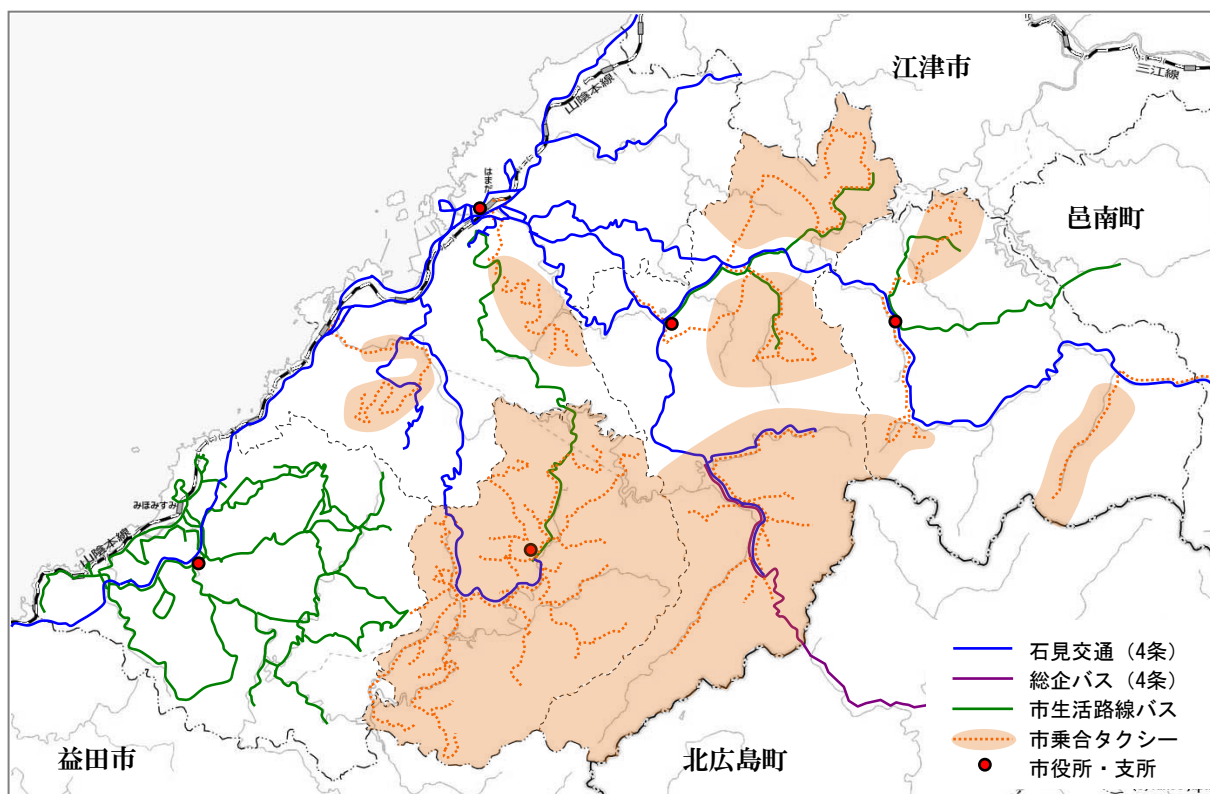 江津市
三江線
山陰本線
はまだ
邑南町
みほみすみ
山陰本線
石見交通（4条）
総企バス（4条）
市生活路線バス
市乗合タクシー
市役所・支所
益田市
北広島町